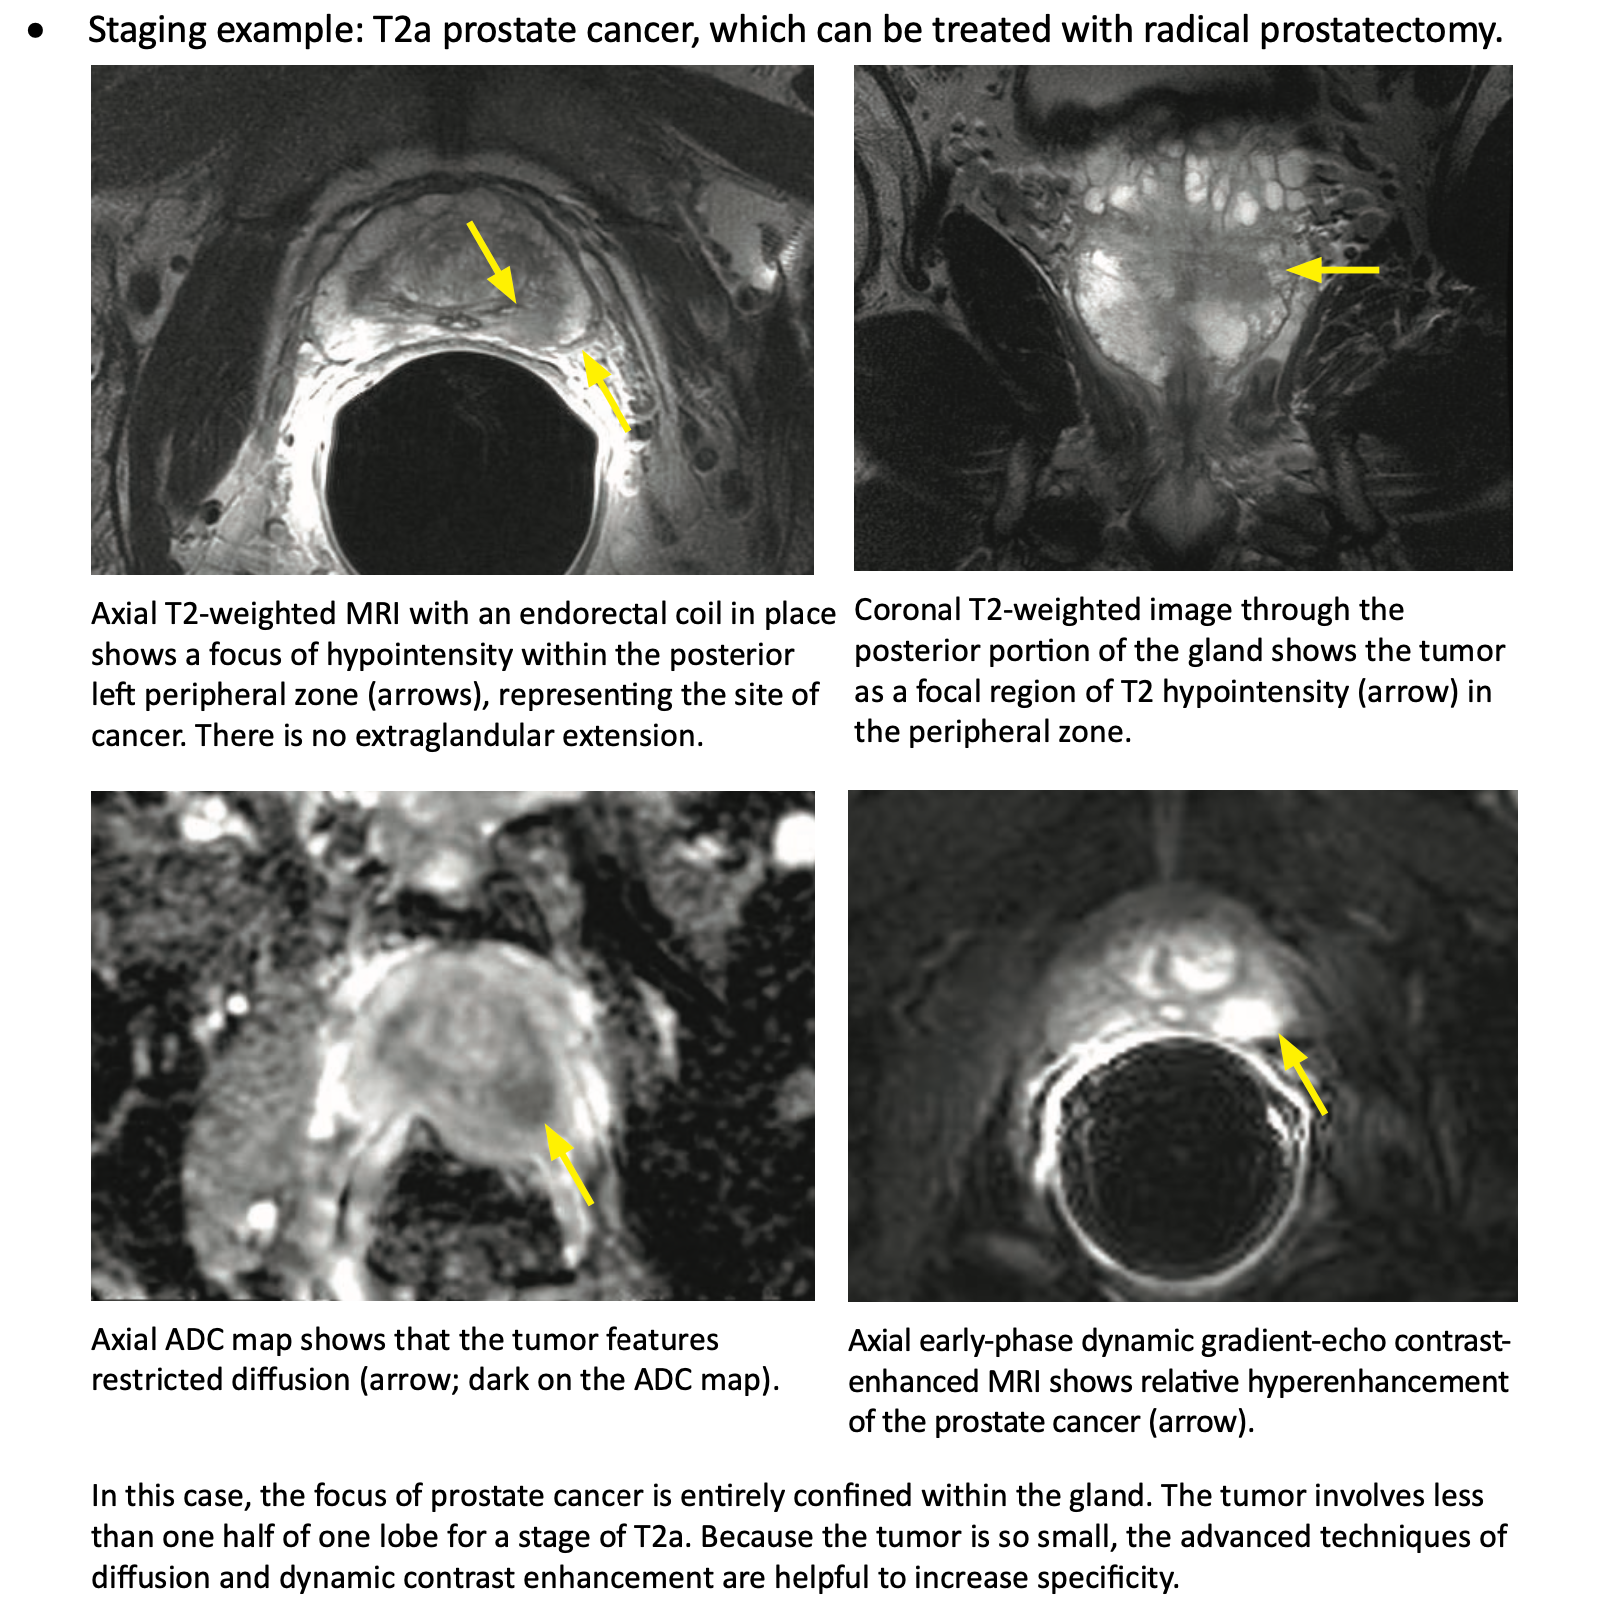 • Staging example: T2a prostate cancer, which can be treated with radical prostatectomy.
Axial T2-weighted MRI with an endorectal coil in place
shows a focus of hypointensity within the posterior
left peripheral zone (arrows), representing the site of
cancer. There is no extraglandular extension.
Coronal T2-weighted image through the
posterior portion of the gland shows the tumor
as a focal region of T2 hypointensity (arrow) in
the peripheral zone.
Axial ADC map shows that the tumor features
restricted diffusion (arrow; dark on the ADC map).
Axial early-phase dynamic gradient-echo contrast-
enhanced MRI shows relative hyperenhancement
of the prostate cancer (arrow).
In this case, the focus of prostate cancer is entirely confined within the gland. The tumor involves less
than one half of one lobe for a stage of T2a. Because the tumor is so small, the advanced techniques of
diffusion and dynamic contrast enhancement are helpful to increase specificity.